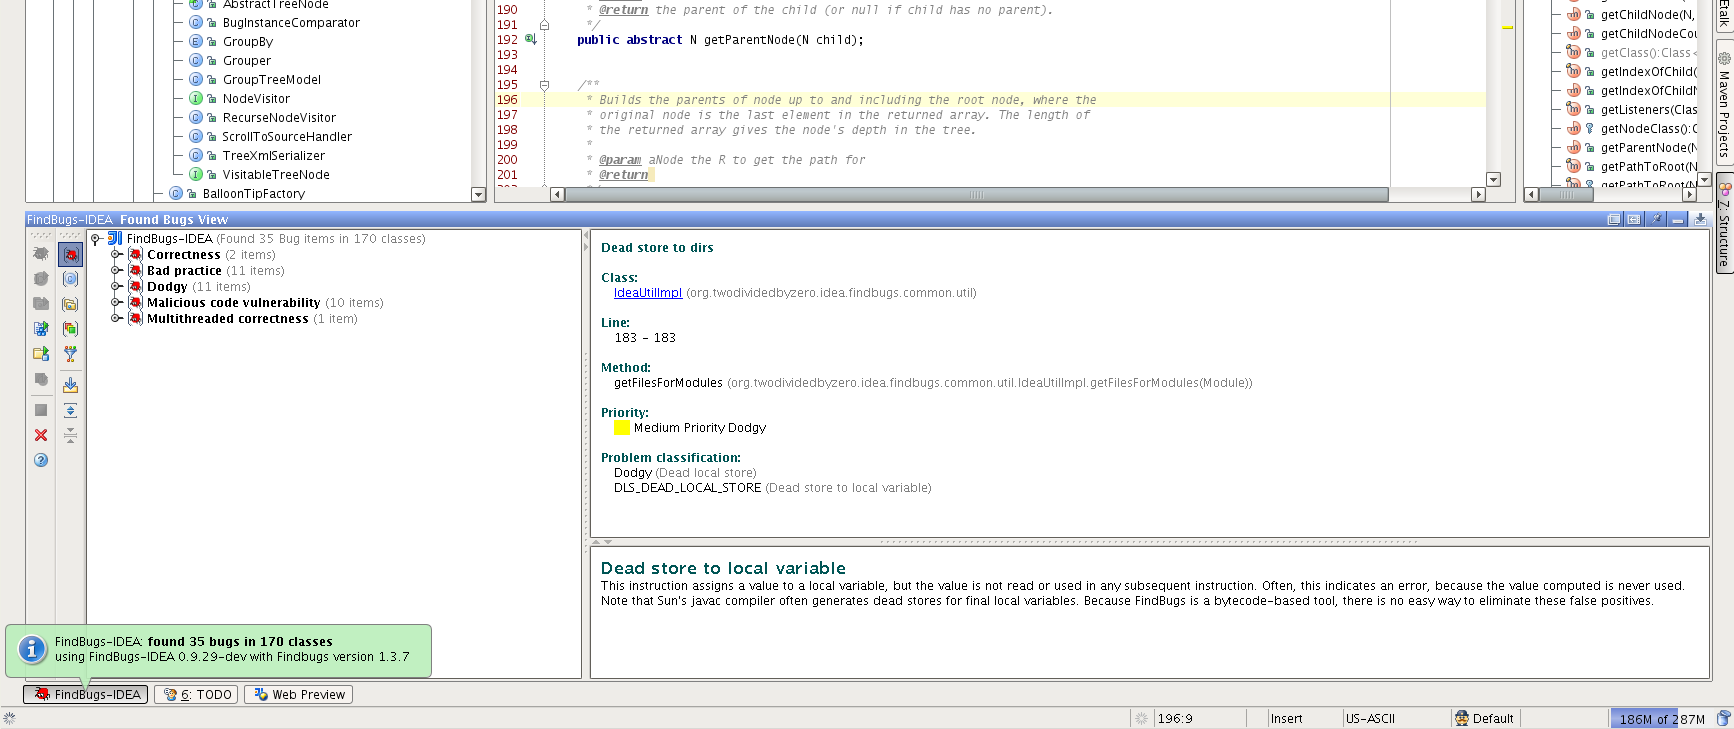 AbstractTreeNode
BugInstanceComparator
GroupBy
Grouper
GroupTreeModel
NodeVisitor
RecurseNodeVisitor
ScrollToSourceHandler
TreeXmlSerializer
VisitableTreeNode
BalloonTipFactory
190 * @return the parent of the child (or null if child has no parent).
191 */
192 public abstract N getParentNode(N child);
193
194
195 /**
196 * Builds the parents of node up to and including the root node, where the
197 * original node is the last element in the returned array. The length of
198 * the returned array gives the node's depth in the tree.
199 *
200 * @param aNode the R to get the path for
201 * @return
getChildNode(N,
getChildNodeCou
getClass():Class<
getIndexOfChild(
getIndexOfChildN
getListeners(Clas
getNodeClass():C
getParentNode(N
getPathToRoot(N
getPathToRoot(N
Etalk
Maven Projects
Z: Structure
FindBugs-IDEA Found Bugs View
FindBugs-IDEA (Found 35 Bug items in 170 classes)
Correctness (2 items)
Bad practice (11 items)
Dodgy (11 items)
Malicious code vulnerability (10 items)
Multithreaded correctness (1 item)
Dead store to dirs
Class:
IdeaUtilImpl (org.twodividedbyzero.idea.findbugs.common.util)
Line:
183 - 183
Method:
getFilesForModules (org.twodividedbyzero.idea.findbugs.common.util.IdeaUtilImpl.getFilesForModules(Module))
Priority:
Medium Priority Dodgy
Problem classification:
Dodgy (Dead local store)
DLS_DEAD_LOCAL_STORE (Dead store to local variable)
Dead store to local variable
This instruction assigns a value to a local variable, but the value is not read or used in any subsequent instruction. Often, this indicates an error, because the value computed is never used.
Note that Sun's javac compiler often generates dead stores for final local variables. Because FindBugs is a bytecode-based tool, there is no easy way to eliminate these false positives.
FindBugs-IDEA: found 35 bugs in 170 classes
using FindBugs-IDEA 0.9.29-dev with Findbugs version 1.3.7
FindBugs-IDEA
6: TODO
Web Preview
196:9
Insert
US-ASCII
Default
186M of 287M